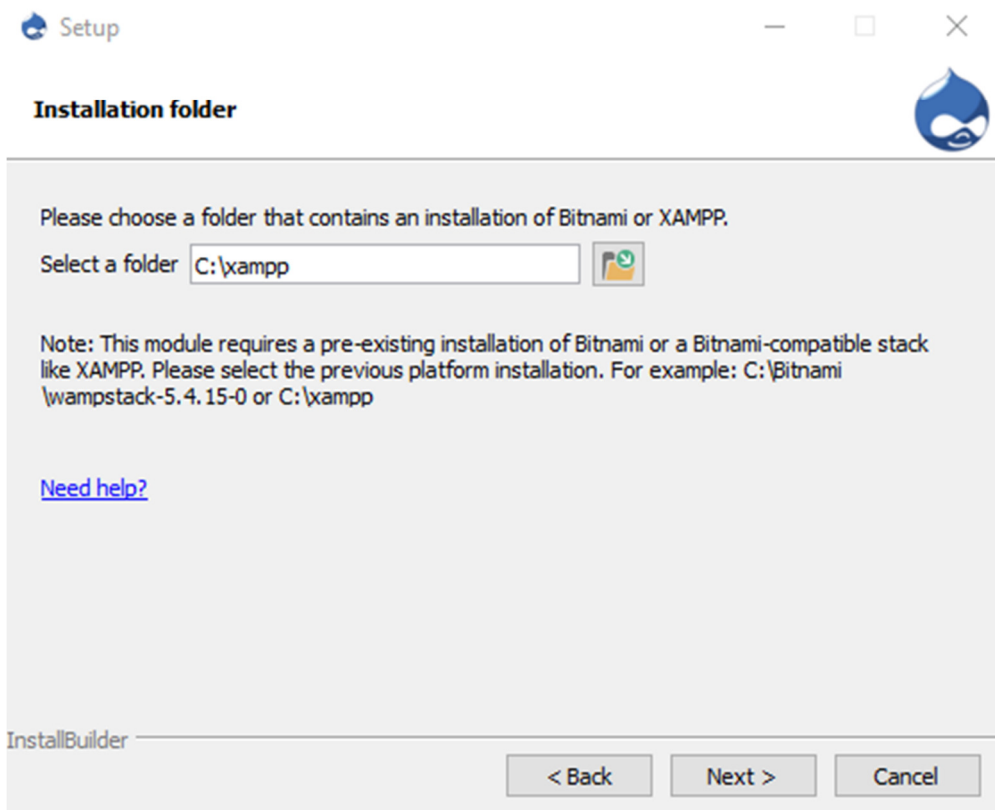 Setup
Installation folder
Please choose a folder that contains an installation of Bitnami or XAMPP.
Select a folder C:\xampp
Note: This module requires a pre-existing installation of Bitnami or a Bitnami-compatible stack
like XAMPP. Please select the previous platform installation. For example: C:\Bitnami
\wampstack-5.4.15-0 or C:\xampp
Need help?
InstallBuilder
< Back Next > Cancel